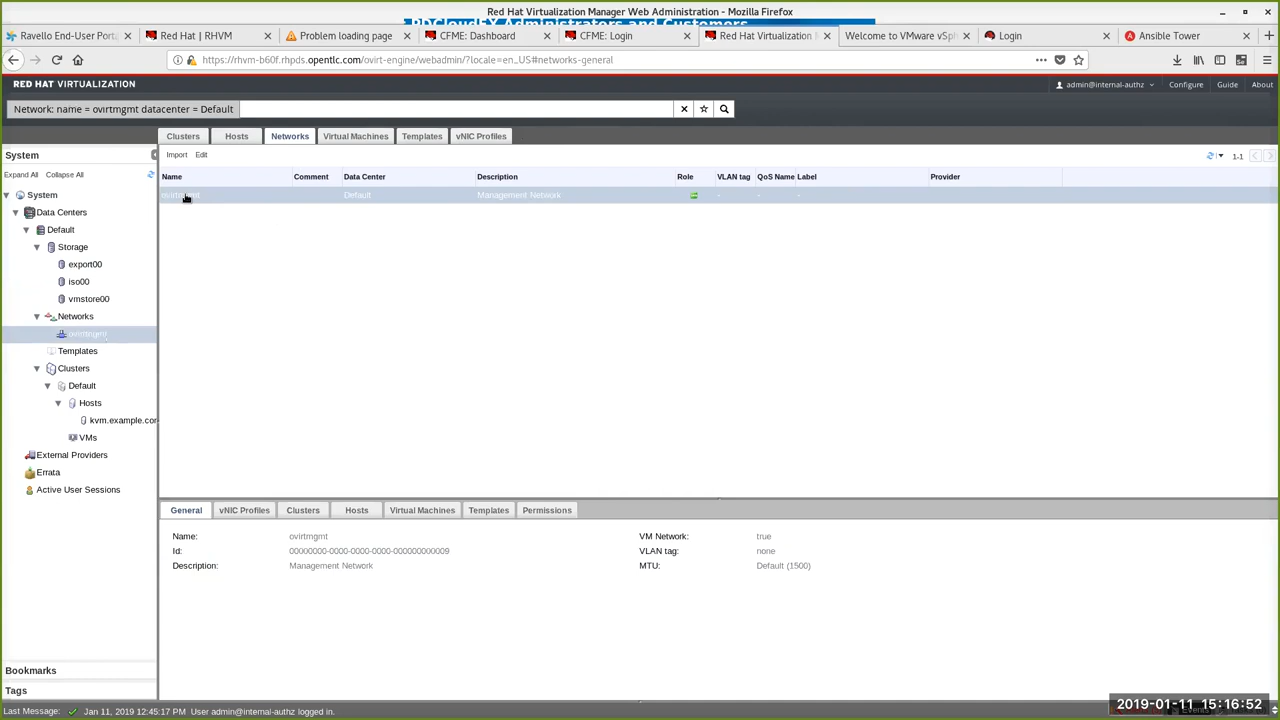 Red Hat Virtualization Manager Web Administration - Mozilla Firefox
Ravello End-User Port
Red Hat | RHVM
Problem loading page
CFME: Dashboard
CFME: Login
Red Hat Virtualization
Welcome to VMware vSph
Login
Ansible Tower
https://rhvm-b60f.rhpds.opentlc.com/ovirt-engine/webadmin/?locale=en_US#networks-general
RED HAT VIRTUALIZATION
admin@internal-authz
Configure
Guide
About
Network: name = ovirtmgmt datacenter = Default
Clusters
Hosts
Networks
Virtual Machines
Templates
vNIC Profiles
System
Import
Edit
1-1
Expand All
Collapse All
Name
Comment
Data Center
Description
Role
VLAN tag
QoS Name
Label
Provider
Default
Management Network
-
-
-
System
Data Centers
Default
Storage
export00
iso00
vmstore00
Networks
ovirtmgmt
Templates
Clusters
Default
Hosts
kvm.example.cor
VMs
External Providers
Errata
Active User Sessions
General
vNIC Profiles
Clusters
Hosts
Virtual Machines
Templates
Permissions
Name:
ovirtmgmt
VM Network:
true
Id:
00000000-0000-0000-0000-000000000009
VLAN tag:
none
Description:
Management Network
MTU:
Default (1500)
Bookmarks
Tags
Last Message:
Jan 11, 2019 12:45:17 PM
User admin@internal-authz logged in.
2019-01-11 15:16:52